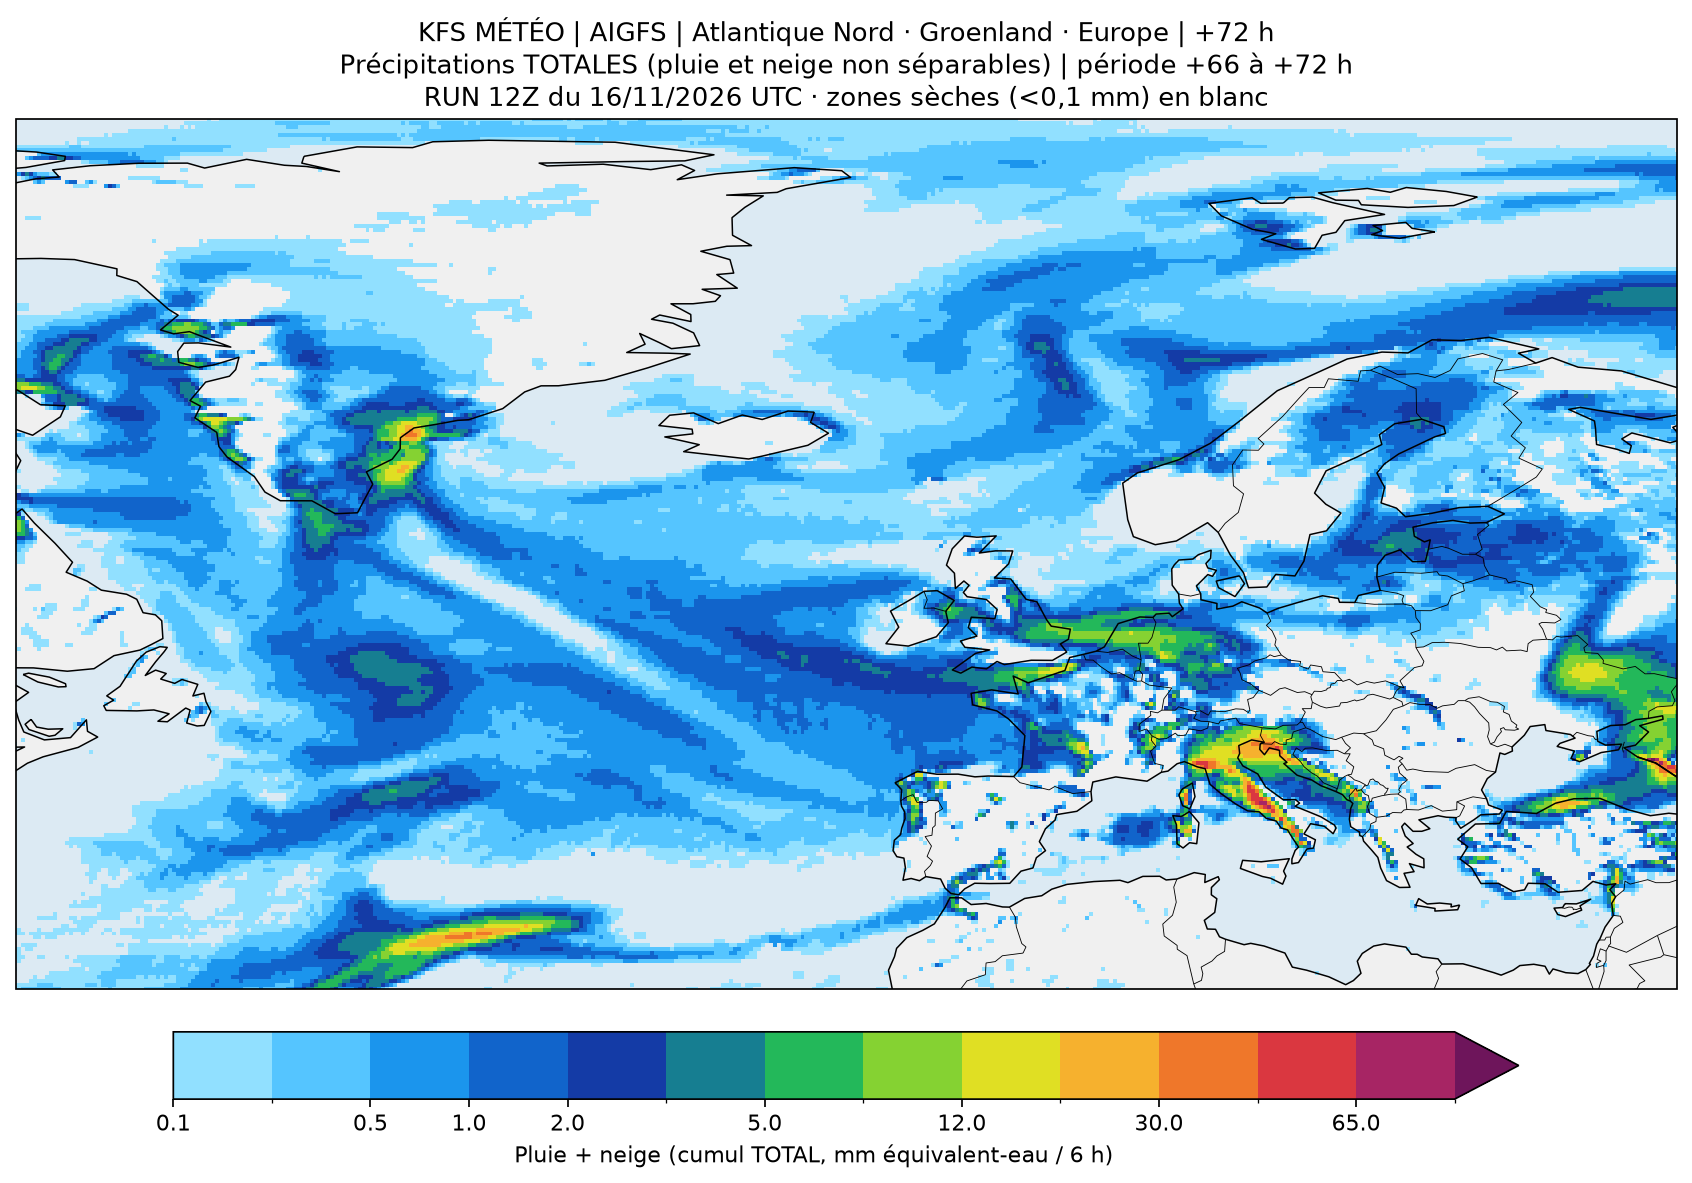 KFS MÉTÉO | AIGFS | Atlantique Nord · Groenland · Europe | +72 h
Précipitations TOTALES (pluie et neige non séparables) | période +66 à +72 h
RUN 12Z du 16/11/2026 UTC · zones sèches (<0,1 mm) en blanc
0.1 0.5 1.0 2.0 5.0 12.0 30.0 65.0
Pluie + neige (cumul TOTAL, mm équivalent-eau / 6 h)